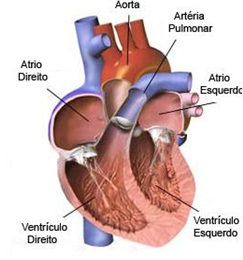 Aorta
Artéria
Pulmonar
Atrio
Direito
Atrio
Esquerdo
Ventrículo
Direito
Ventrículo
Esquerdo